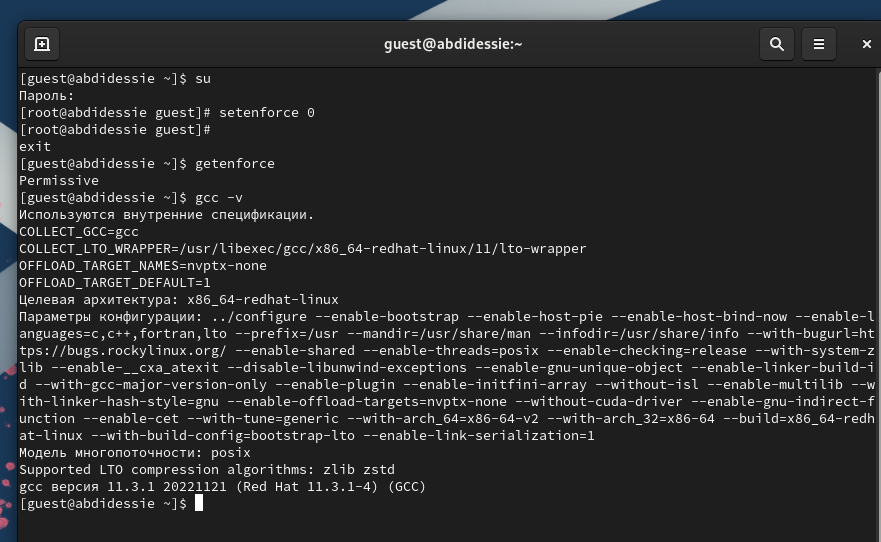 guest@abdidessie:~
[guest@abdidessie ~]$ su
Пароль:
[root@abdidessie guest]# setenforce 0
[root@abdidessie guest]#
exit
[guest@abdidessie ~]$ getenforce
Permissive
[guest@abdidessie ~]$ gcc -v
Используются внутренние спецификации.
COLLECT_GCC=gcc
COLLECT_LTO_WRAPPER=/usr/libexec/gcc/x86_64-redhat-linux/11/lto-wrapper
OFFLOAD_TARGET_NAMES=nvptx-none
OFFLOAD_TARGET_DEFAULT=1
Целевая архитектура: x86_64-redhat-linux
Параметры конфигурации: ../configure --enable-bootstrap --enable-host-pie --enable-host-bind-now --enable-l
anguages=c,c++,fortran,lto --prefix=/usr --mandir=/usr/share/man --infodir=/usr/share/info --with-bugurl=ht
tps://bugs.rockylinux.org/ --enable-shared --enable-threads=posix --enable-checking=release --with-system-z
lib --enable-__cxa_atexit --disable-libunwind-exceptions --enable-gnu-unique-object --enable-linker-build-i
d --with-gcc-major-version-only --enable-plugin --enable-initfini-array --without-isl --enable-multilib --w
ith-linker-hash-style=gnu --enable-offload-targets=nvptx-none --without-cuda-driver --enable-gnu-indirect-f
unction --enable-cet --with-tune=generic --with-arch_64=x86-64-v2 --with-arch_32=x86-64 --build=x86_64-redh
at-linux --with-build-config=bootstrap-lto --enable-link-serialization=1
Модель многопоточности: posix
Supported LTO compression algorithms: zlib zstd
gcc версия 11.3.1 20221121 (Red Hat 11.3.1-4) (GCC)
[guest@abdidessie ~]$